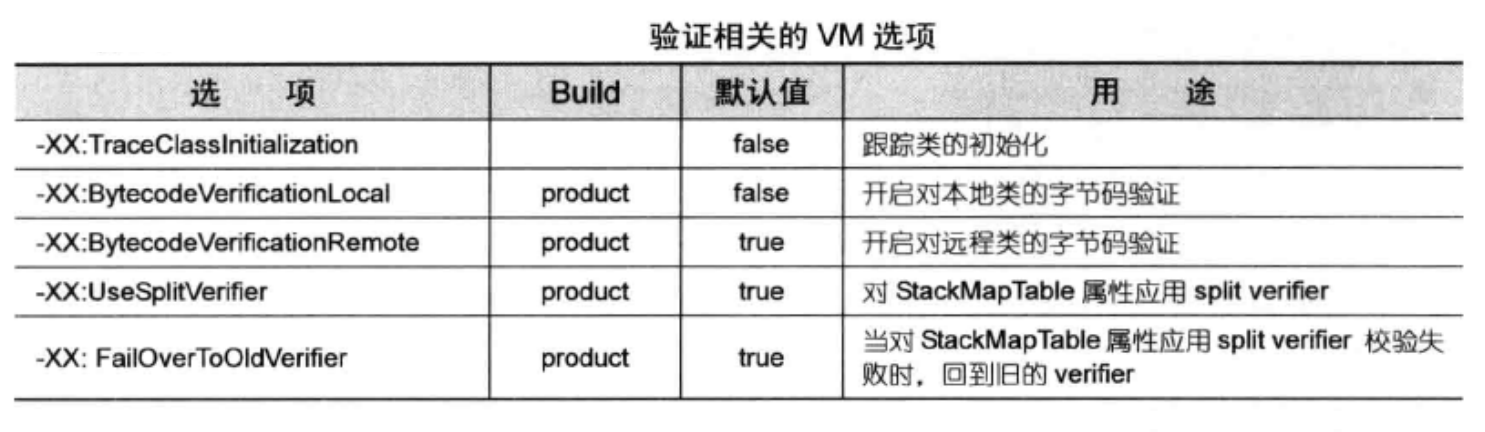 验证相关的 VM 选项
选 项 Build 默认值 用 途
-XX:TraceClassInitialization false 跟踪类的初始化
-XX:BytecodeVerificationLocal product false 开启对本地类的字节码验证
-XX:BytecodeVerificationRemote product true 开启对远程类的字节码验证
-XX:UseSplitVerifier product true 对 StackMapTable 属性应用 split verifier
-XX: FailOverToOldVerifier product true 当对 StackMapTable 属性应用 split verifier 校验失
败时，回到旧的 verifier